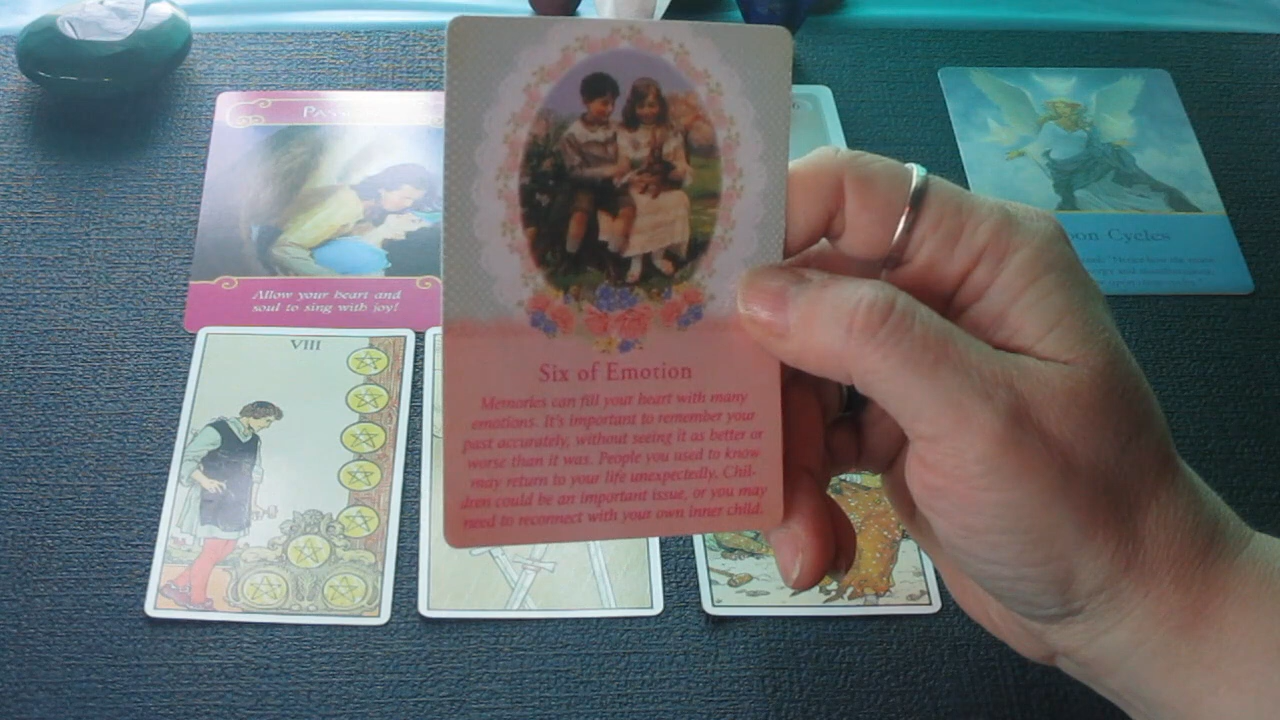 Pass
6
Allow your heart and
soul to sing with joy!
oon Cycles
VIII
Six of Emotion
Memories can fill your heart with many
emotions. It's important to remember your
past accurately, without seeing it as better or
worse than it was. People you used to know
may return to your life unexpectedly. Chil-
dren could be an important issue, or you may
need to reconnect with your own inner child.